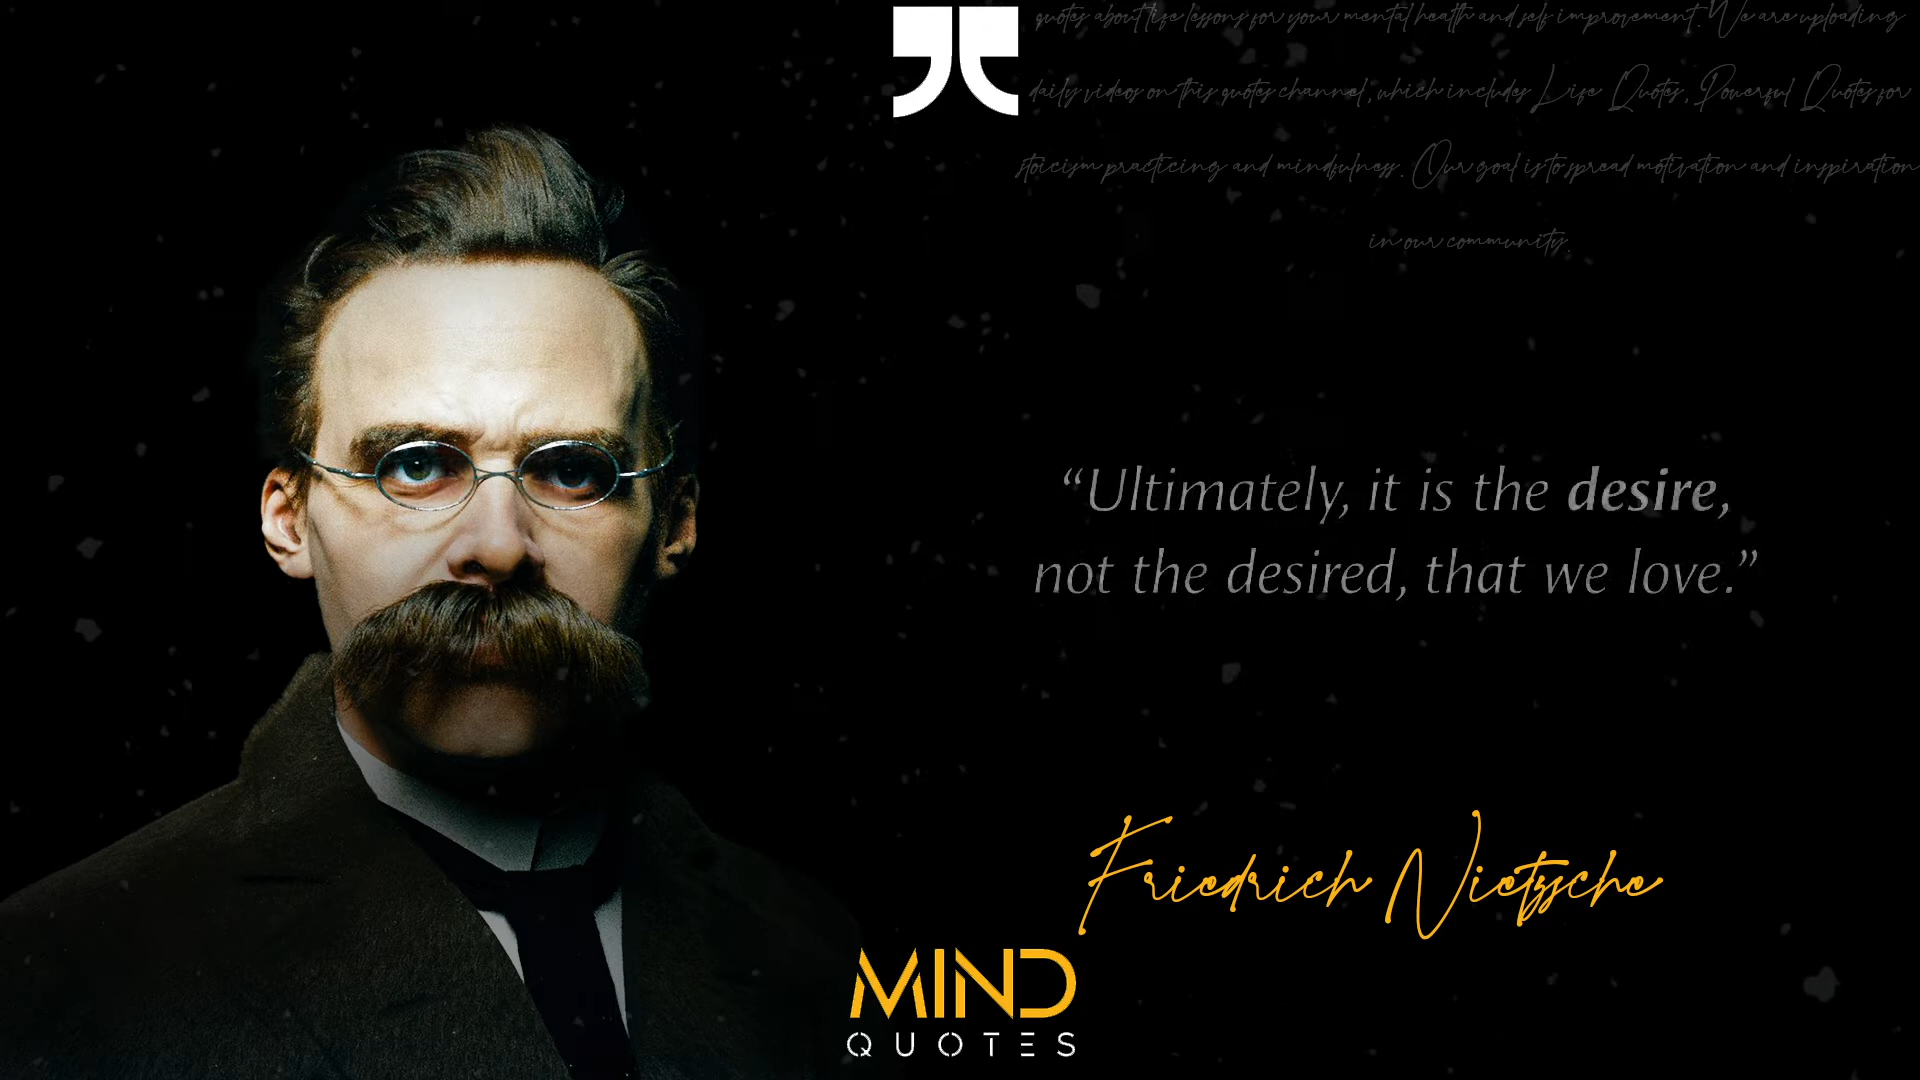 quotes about life lessons for your mental health and self improvement. We are uploading
daily videos on this quotes channel, which includes Life Quotes, Powerful Quotes for
stoicism practicing and mindfulness. Our goal is to spread motivation and inspiration
in our community.
“Ultimately, it is the desire,
not the desired, that we love.”
Friedrich Nietzsche
MIND
QUOTES